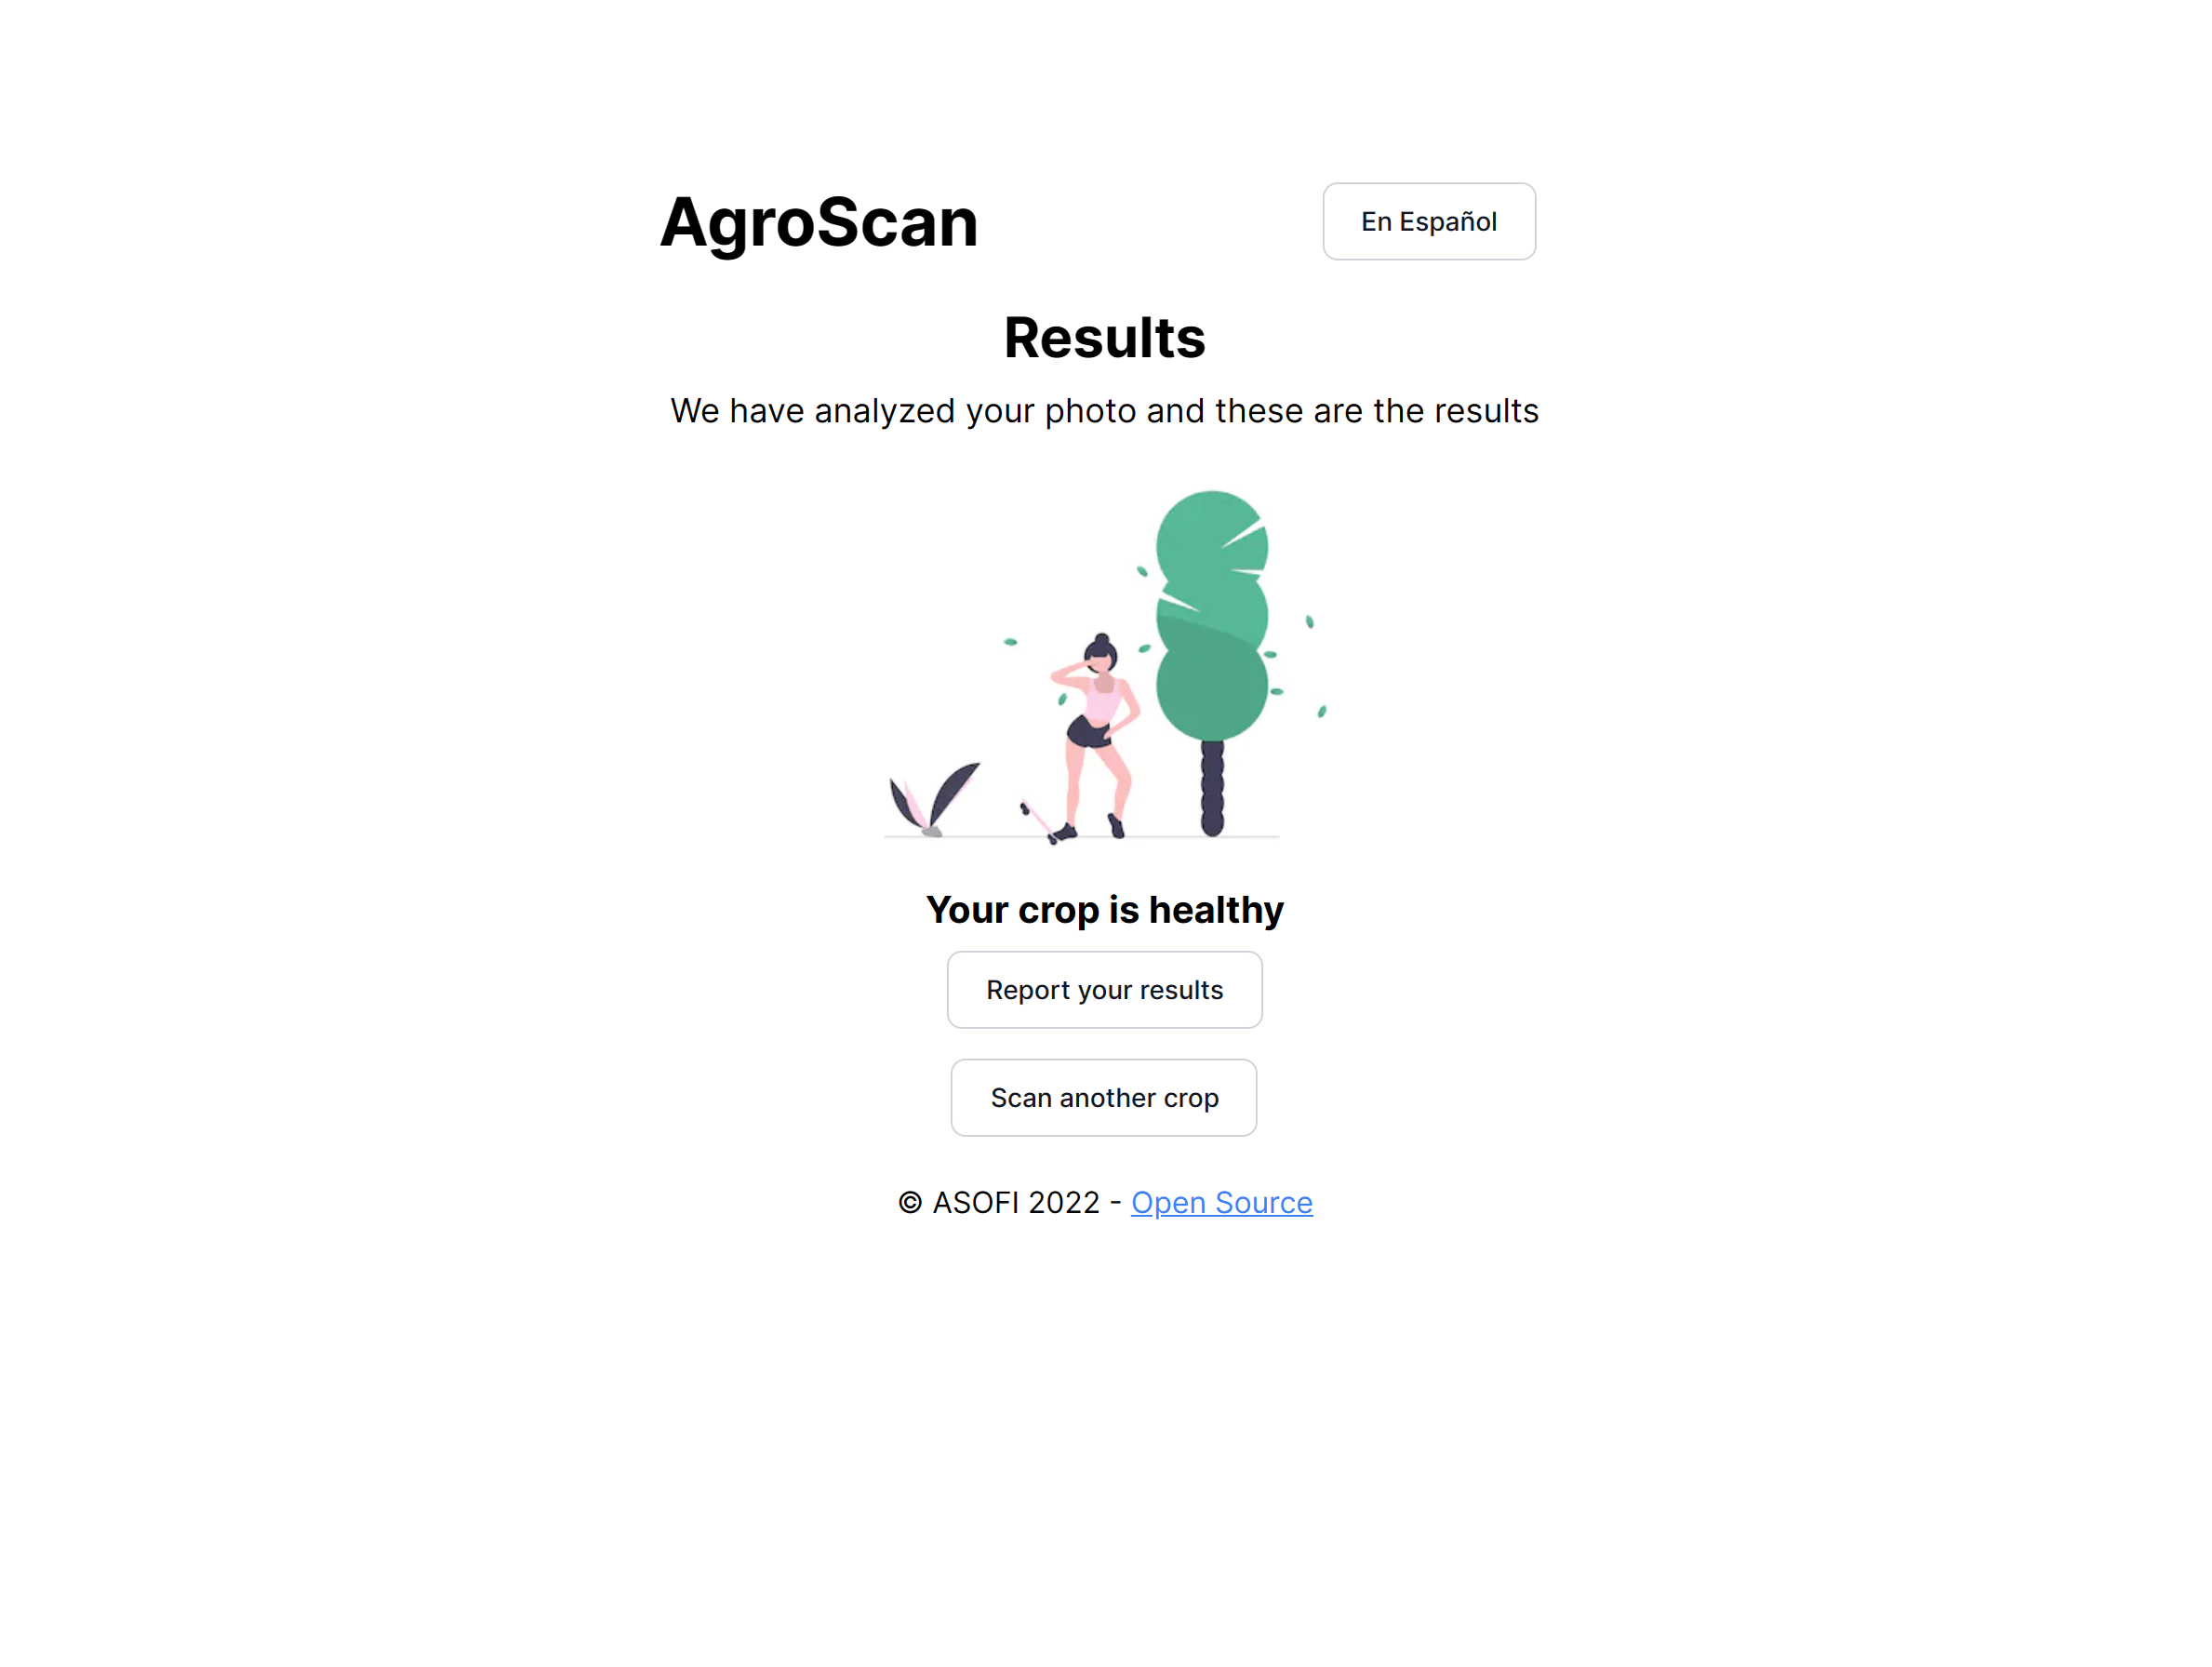 AgroScan
En Español
Results
We have analyzed your photo and these are the results
Your crop is healthy
Report your results
Scan another crop
© ASOFI 2022 - Open Source